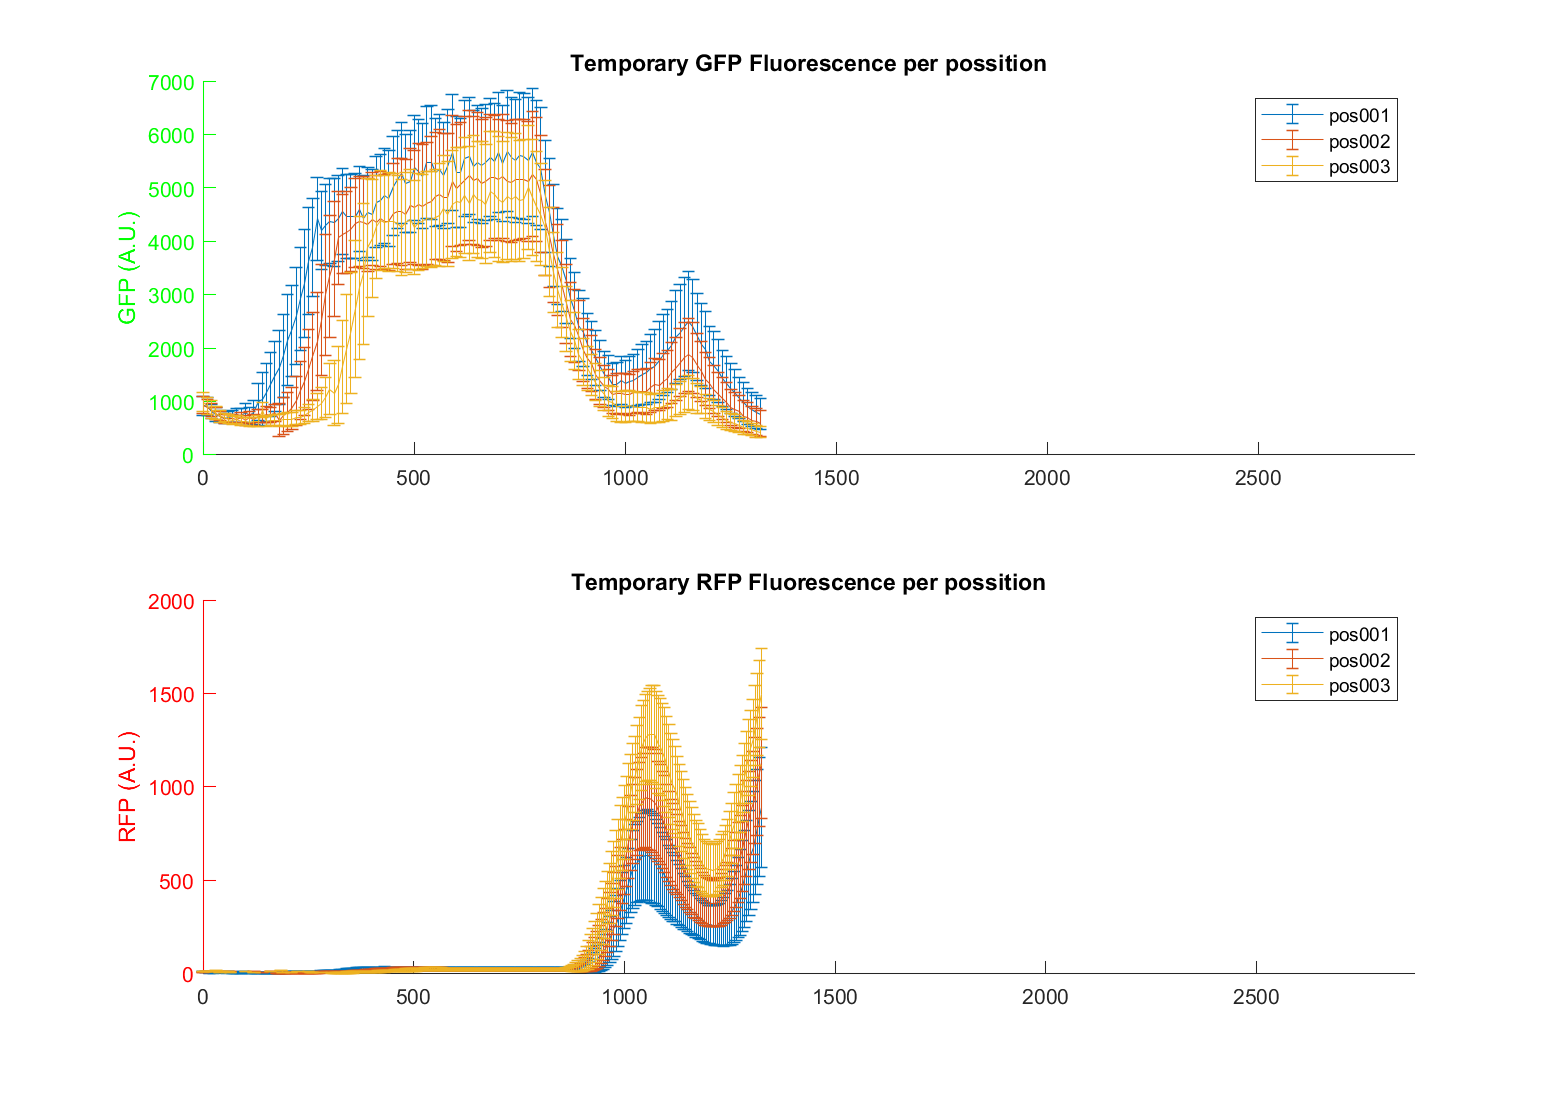 Temporary GFP Fluorescence per possition
7000
6000
5000
4000
3000
2000
1000
0
GFP (A.U.)
0 500 1000 1500 2000 2500
pos001
pos002
pos003
Temporary RFP Fluorescence per possition
2000
1500
1000
500
0
RFP (A.U.)
0 500 1000 1500 2000 2500
pos001
pos002
pos003